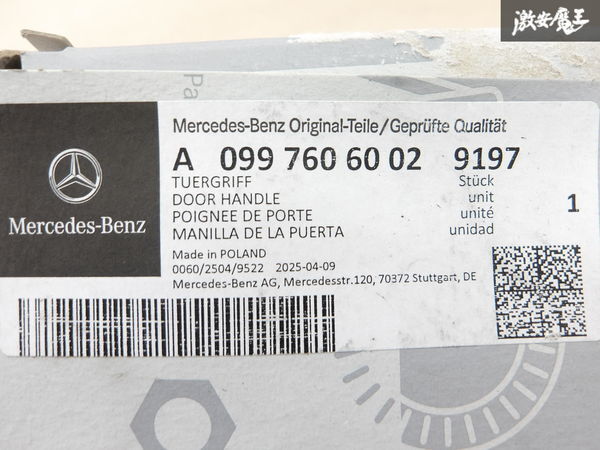 激安魔王
Pa
Mercedes-Benz Original-Teile/Geprüfte Qualität
A 099 760 60 02 9197
TUERGRIFF Stück
DOOR HANDLE unit
POIGNEE DE PORTE unité 1
MANILLA DE LA PUERTA unidad
Mercedes-Benz
Made in POLAND
0060/2504/9522 2025-04-09
Mercedes-Benz AG, Mercedesstr.120, 70372 Stuttgart, DE